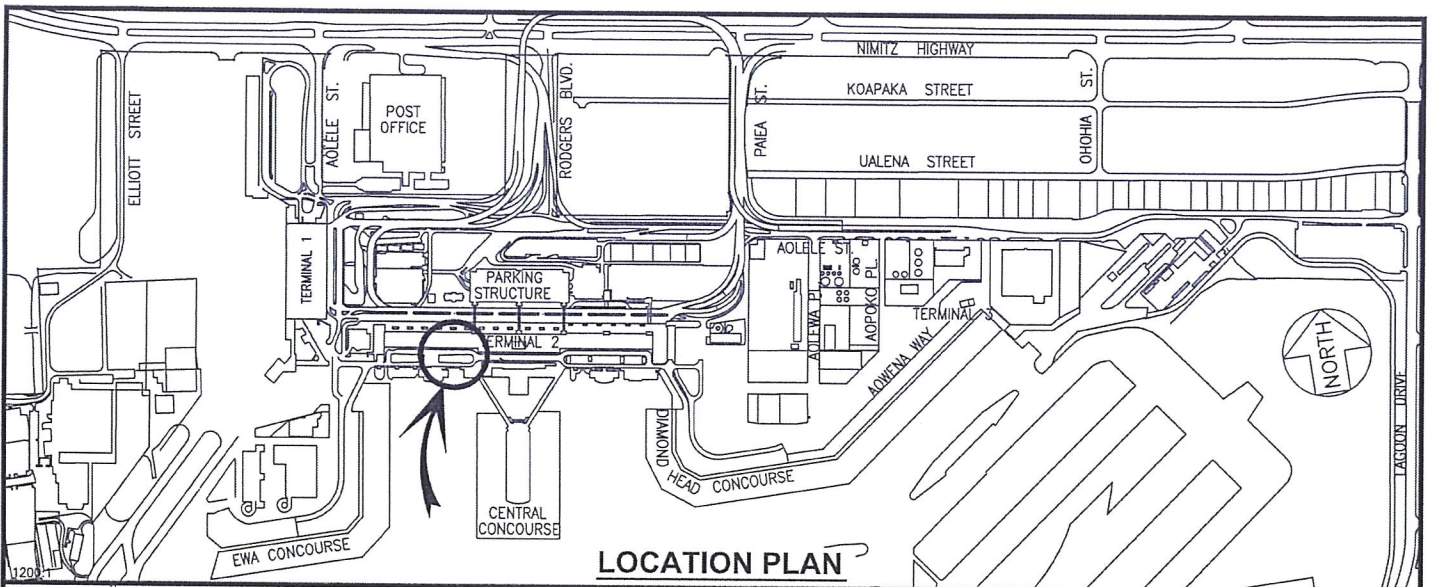 NIMITZ HIGHWAY
ELLIOTT STREET
AOLELE ST.
POST
OFFICE
RODGERS BLVD.
PAIEA ST.
KOAPAKA STREET
OHOHIA ST.
UALENA STREET
TERMINAL 1
PARKING
STRUCTURE
AOLELE ST.
AOPOKO PL.
TERMINAL 3
TERMINAL 2
AOWENA WAY
NORTH
LAGOON DRIVE
DIAMOND
HEAD CONCOURSE
CENTRAL
CONCOURSE
EWA CONCOURSE
LOCATION PLAN
1200:1